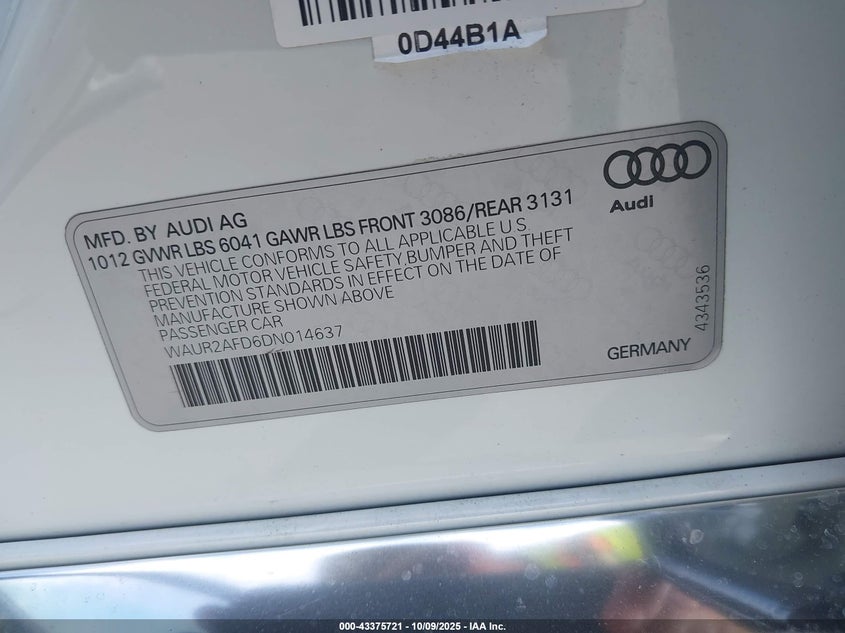 0D44B1A
Audi
MFD. BY AUDI AG
1012 GVWR LBS 6041 GAWR LBS FRONT 3086/REAR 3131
THIS VEHICLE CONFORMS TO ALL APPLICABLE U.S.
FEDERAL MOTOR VEHICLE SAFETY BUMPER AND THEFT
PREVENTION STANDARDS IN EFFECT ON THE DATE OF
MANUFACTURE SHOWN ABOVE
PASSENGER CAR
WAUR2AFD6DN014637
4343536
GERMANY
000-43375721 - 10/09/2025 - IAA Inc.